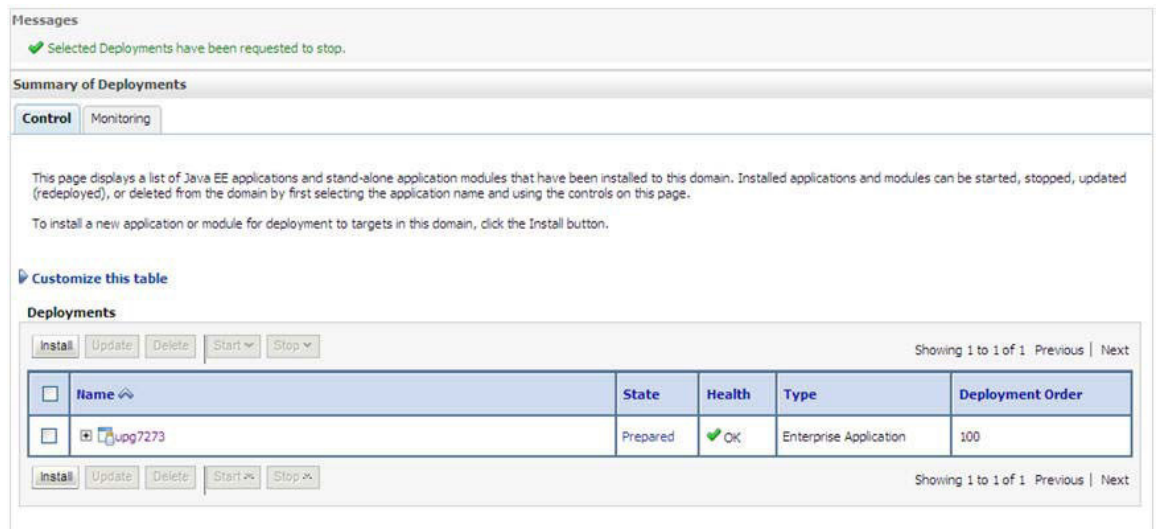 Messages
Selected Deployments have been requested to stop.
Summary of Deployments
Control Monitoring
This page displays a list of Java EE applications and stand-alone application modules that have been installed to this domain. Installed applications and modules can be started, stopped, updated
(redeployed), or deleted from the domain by first selecting the application name and using the controls on this page.
To install a new application or module for deployment to targets in this domain, click the Install button.
Customize this table
Deployments
Install Update Delete Start Stop Showing 1 to 1 of 1 Previous | Next
Name State Health Type Deployment Order
upg7273 Prepared OK Enterprise Application 100
Install Update Delete Start Stop Showing 1 to 1 of 1 Previous | Next